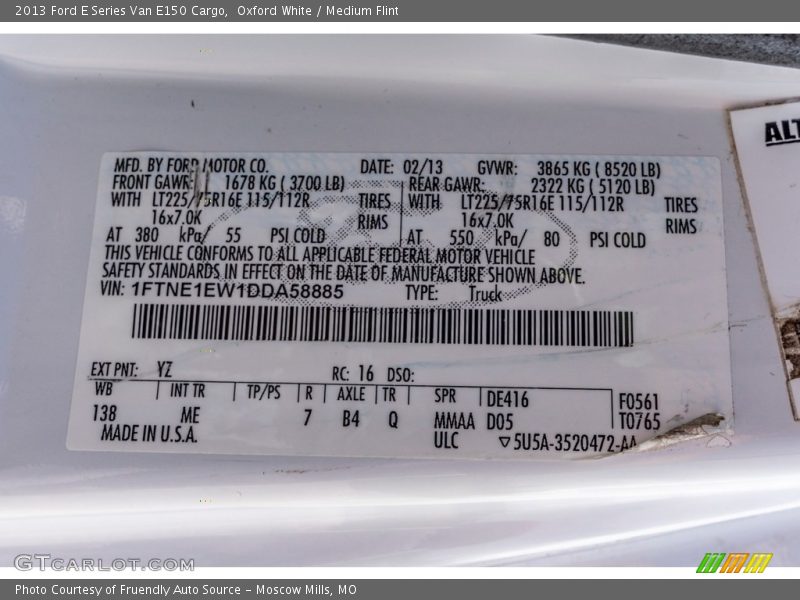 2013 Ford E Series Van E150 Cargo,  Oxford White / Medium Flint
ALT
MFD. BY FORD MOTOR CO. DATE: 02/13 GVWR: 3865 KG ( 8520 LB)
FRONT GAWR: 1678 KG ( 3700 LB) REAR GAWR: 2322 KG ( 5120 LB)
WITH LT225/75R16E 115/112R TIRES WITH LT225/75R16E 115/112R TIRES
16x7.0K RIMS 16x7.0K RIMS
AT 380 kPa/ 55 PSI COLD AT 550 kPa/ 80 PSI COLD
THIS VEHICLE CONFORMS TO ALL APPLICABLE FEDERAL MOTOR VEHICLE
SAFETY STANDARDS IN EFFECT ON THE DATE OF MANUFACTURE SHOWN ABOVE.
VIN: 1FTNE1EW1DDA58885 TYPE: Truck
EXT PNT: YZ RC: 16 DSO:
WB INT TR TP/PS R AXLE TR SPR DE416 F0561
138 ME 7 B4 Q MMAA D05 T0765
MADE IN U.S.A. ULC ▽5U5A-3520472-AA
GTCARLOT.COM
Photo Courtesy of Fruendly Auto Source – Moscow Mills, MO